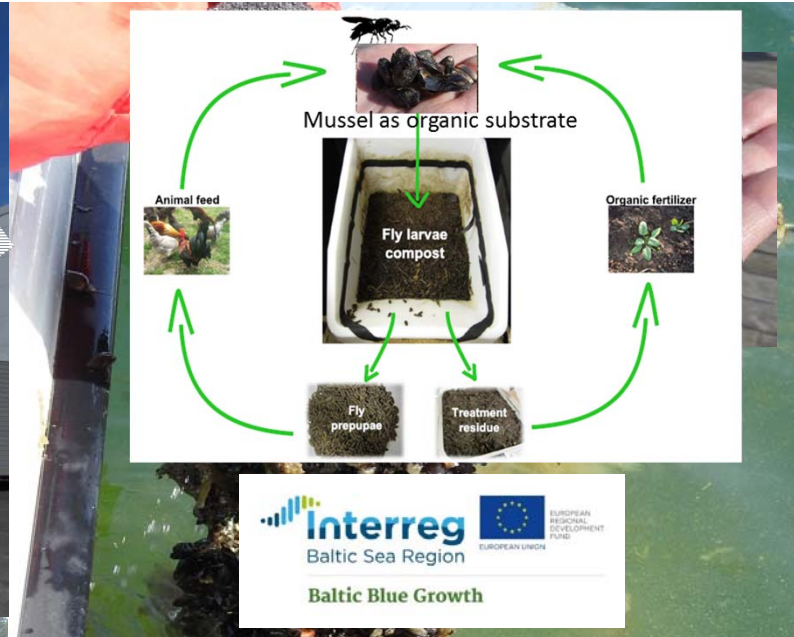 Mussel as organic substrate
Animal feed
Organic fertilizer
Fly larvae
compost
Fly
prepupae
Treatment
residue
Interreg
Baltic Sea Region
EUROPEAN UNION
EUROPEAN
REGIONAL
DEVELOPMENT
FUND
Baltic Blue Growth